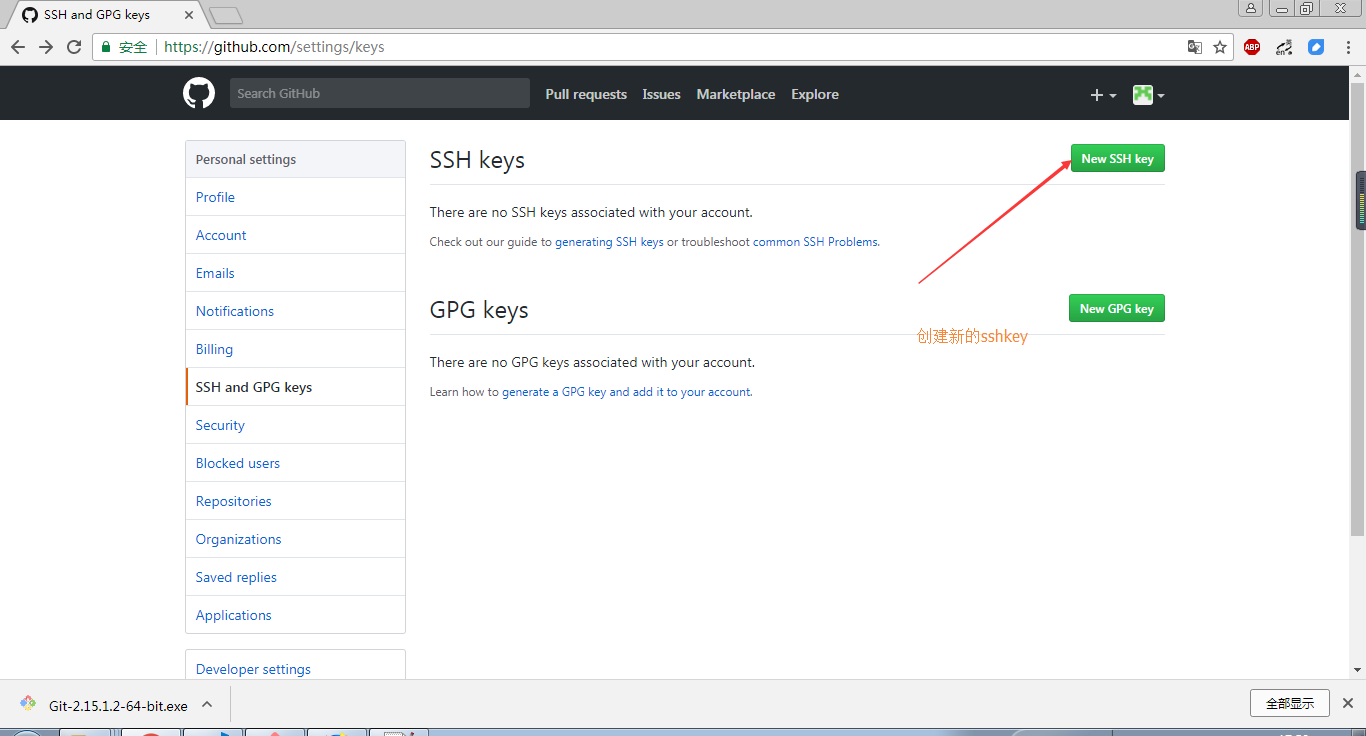 SSH and GPG keys
安全
https://github.com/settings/keys
ABP
en
Search GitHub
Pull requests
Issues
Marketplace
Explore
Personal settings
Profile
Account
Emails
Notifications
Billing
SSH and GPG keys
Security
Blocked users
Repositories
Organizations
Saved replies
Applications
Developer settings
SSH keys
New SSH key
There are no SSH keys associated with your account.
Check out our guide to generating SSH keys or troubleshoot common SSH Problems.
GPG keys
New GPG key
创建新的sshkey
There are no GPG keys associated with your account.
Learn how to generate a GPG key and add it to your account.
Git-2.15.1.2-64-bit.exe
全部显示